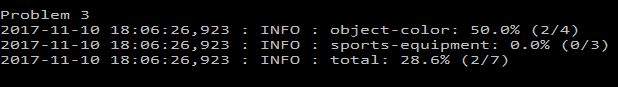 Problem 3
2017-11-10 18:06:26,923 : INFO : object-color: 50.0% (2/4)
2017-11-10 18:06:26,923 : INFO : sports-equipment: 0.0% (0/3)
2017-11-10 18:06:26,923 : INFO : total: 28.6% (2/7)